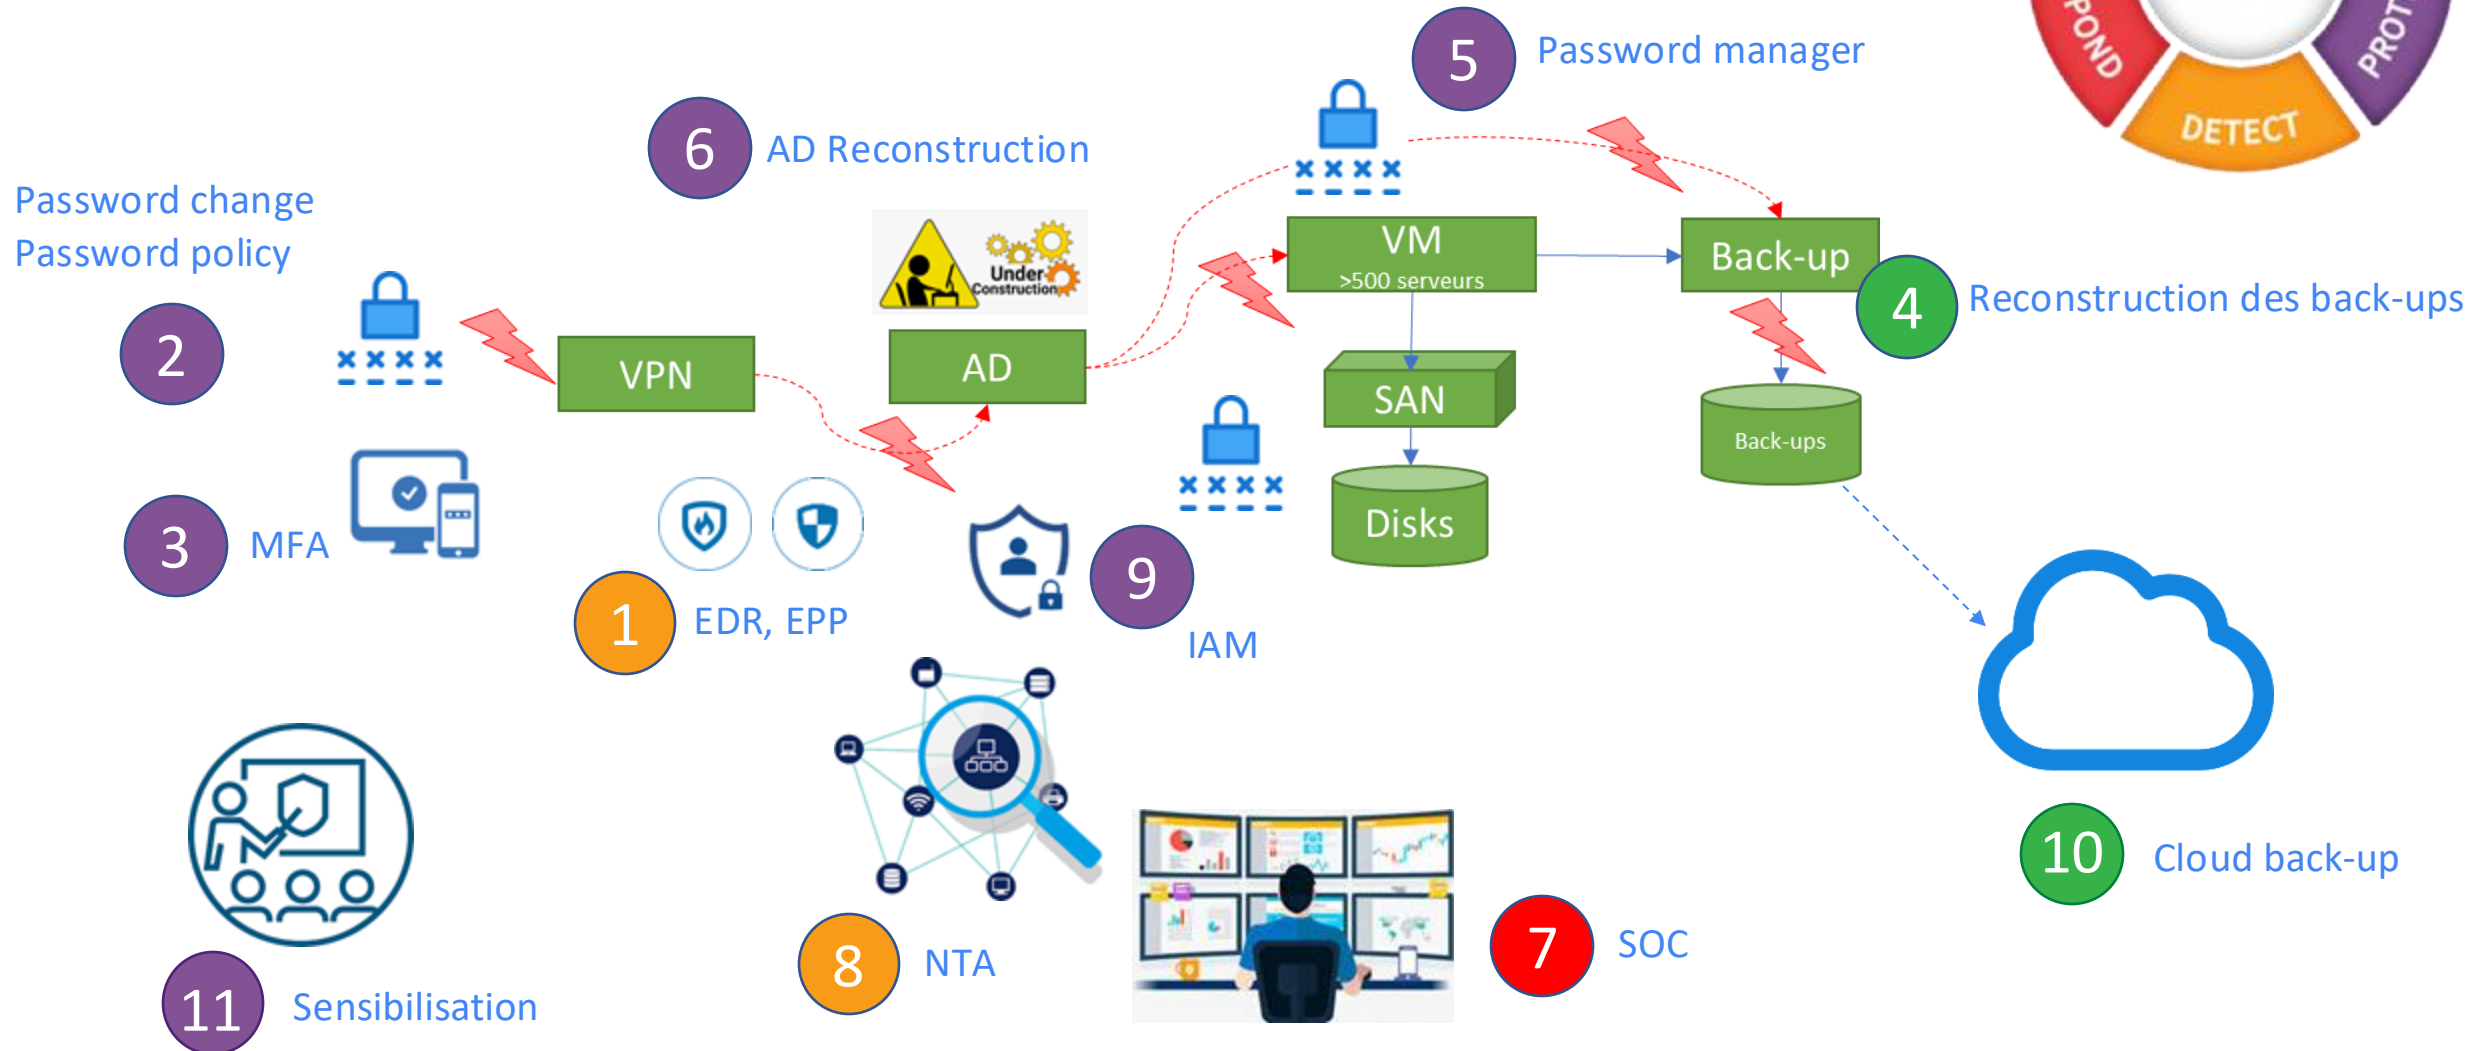 5
Password manager
POND
DETECT
6
AD Reconstruction
Password change
Password policy
Under
Construction
VM
>500 serveurs
Back-up
4
Reconstruction des back-ups
2
VPN
AD
SAN
Back-ups
3
MFA
Disks
9
IAM
1
EDR, EPP
10
Cloud back-up
8
NTA
7
SOC
11
Sensibilisation